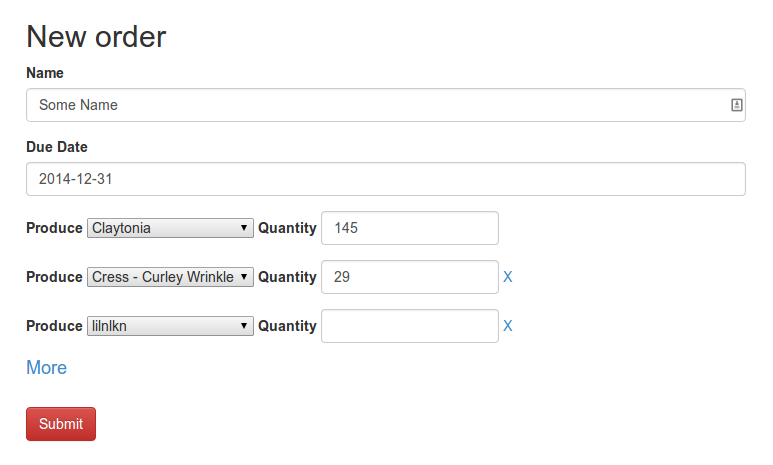 New order
Name
Some Name
Due Date
2014-12-31
Produce Claytonia Quantity 145
Produce Cress - Curley Wrinkle Quantity 29 X
Produce lilnlkn Quantity X
More
Submit